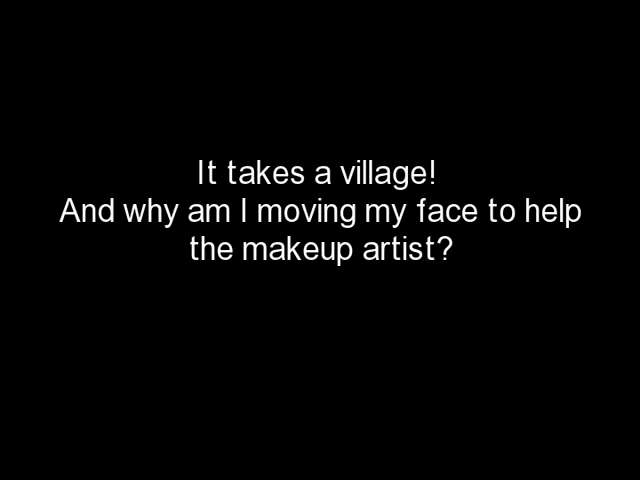 It takes a village!
And why am I moving my face to help
the makeup artist?